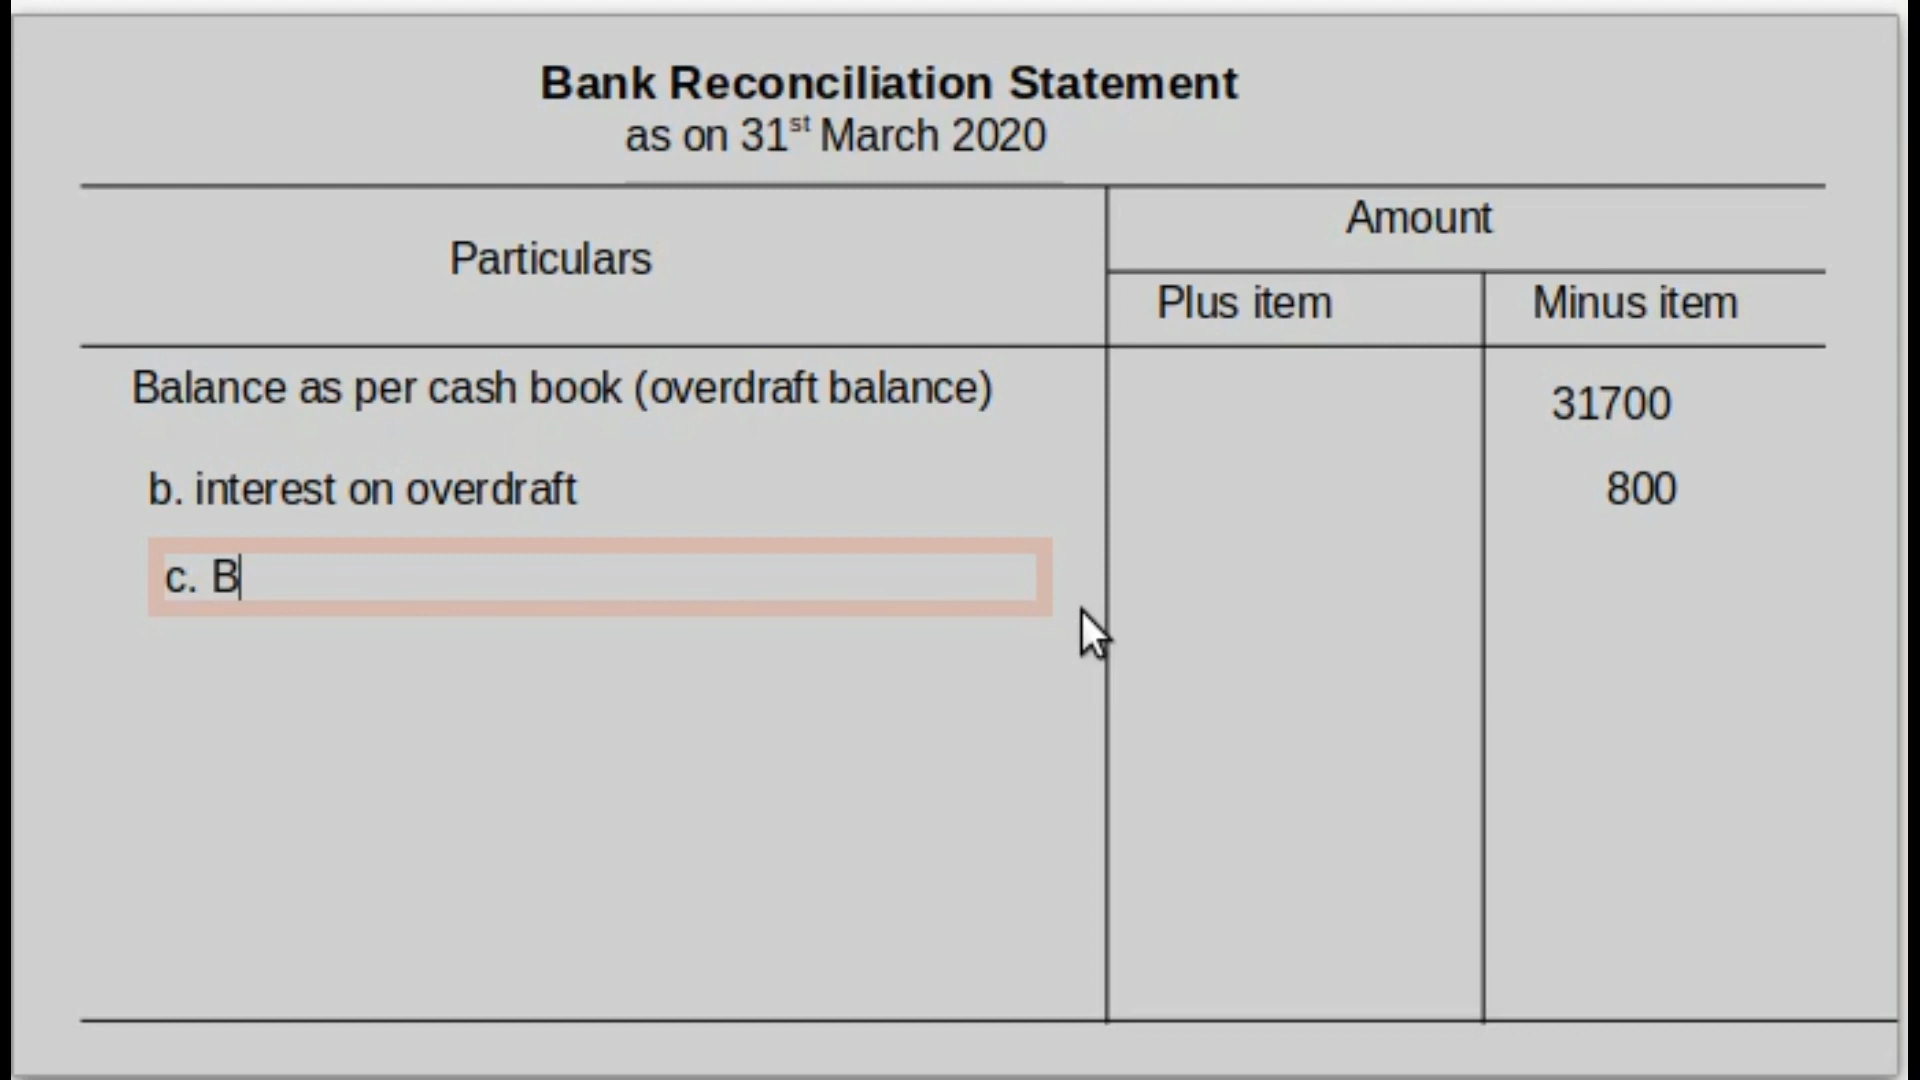 Bank Reconciliation Statement
as on 31st March 2020
Particulars
Amount
Plus item
Minus item
Balance as per cash book (overdraft balance)
31700
b. interest on overdraft
800
c. B